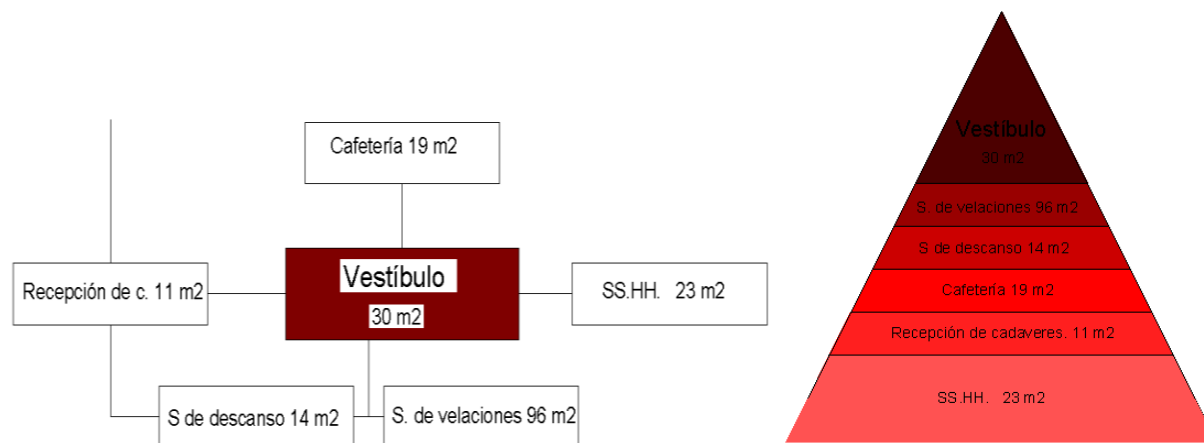 Cafetería 19 m2
Vestíbulo
30 m2
Recepción de c. 11 m2
SS.HH. 23 m2
S de descanso 14 m2
S. de velaciones 96 m2
Vestíbulo
30 m2
S. de velaciones 96 m2
S de descanso 14 m2
Cafetería 19 m2
Recepción de cadaveres. 11 m2
SS.HH. 23 m2